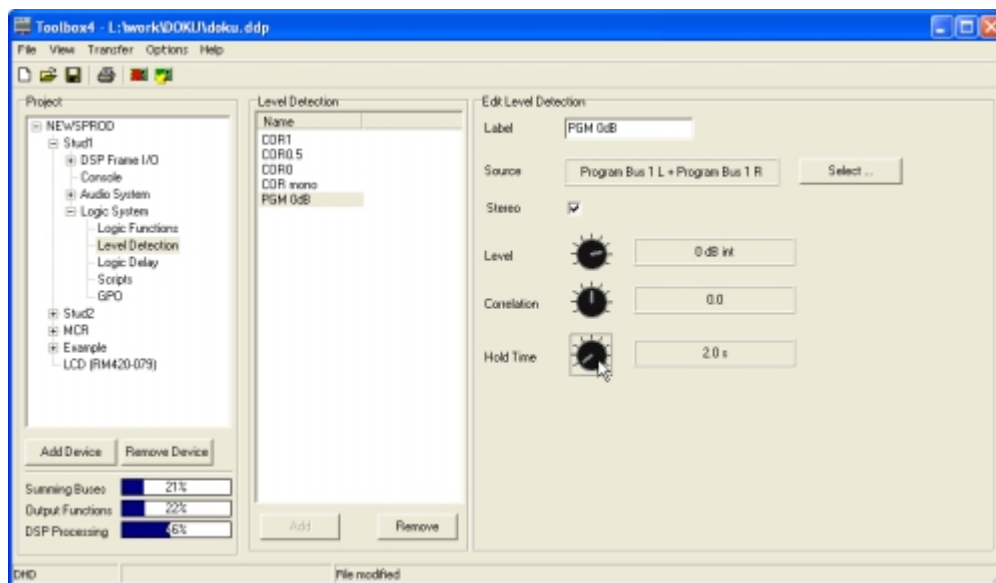 Toolbox4 - L:\work\DOKU\doku.ddp
File View Transfer Options Help
Project
NEWSPROD
Stud1
DSP Frame I/O
Console
Audio System
Logic System
Logic Functions
Level Detection
Logic Delay
Scripts
GPO
Stud2
MCR
Example
LCD (RM420-079)
Add Device Remove Device
Summing Buses 21%
Output Functions 22%
DSP Processing 46%
Level Detection
Name
COR1
COR0.5
COR0
COR mono
PGM 0dB
Add Remove
Edit Level Detection
Label PGM 0dB
Source Program Bus 1 L + Program Bus 1 R Select ...
Stereo
Level 0 dB int
Correlation 0.0
Hold Time 2.0 s
DHD File modified